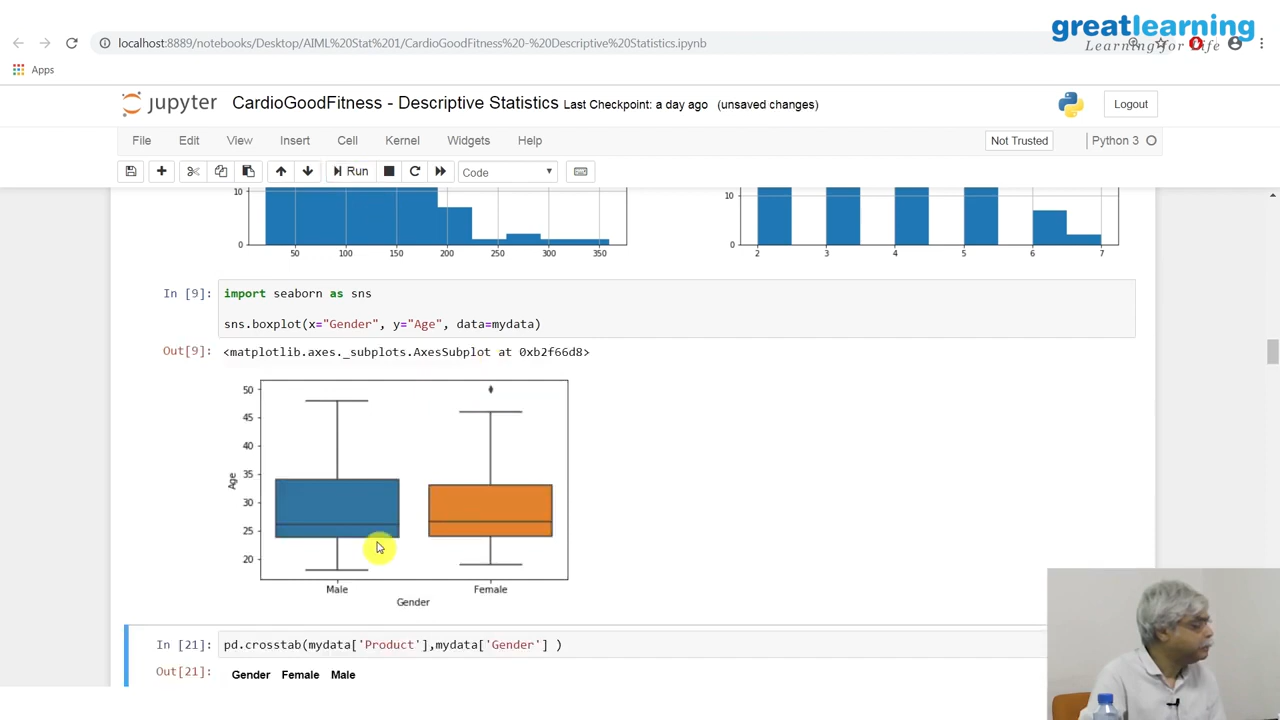 greatlearning
Learning for Life
localhost:8889/notebooks/Desktop/AIML%20Stat%201/CardioGoodFitness%20-%20Descriptive%20Statistics.ipynb
Apps
jupyter CardioGoodFitness - Descriptive Statistics Last Checkpoint: a day ago (unsaved changes)
Logout
File Edit View Insert Cell Kernel Widgets Help
Not Trusted
Python 3
Run
Code
10
0
50 100 150 200 250 300 350
10
0
2 3 4 5 6 7
In [9]:
import seaborn as sns
sns.boxplot(x="Gender", y="Age", data=mydata)
Out[9]:
<matplotlib.axes._subplots.AxesSubplot at 0xb2f66d8>
50
45
40
35
30
25
20
Age
Male Female
Gender
In [21]:
pd.crosstab(mydata['Product'],mydata['Gender'] )
Out[21]:
Gender Female Male